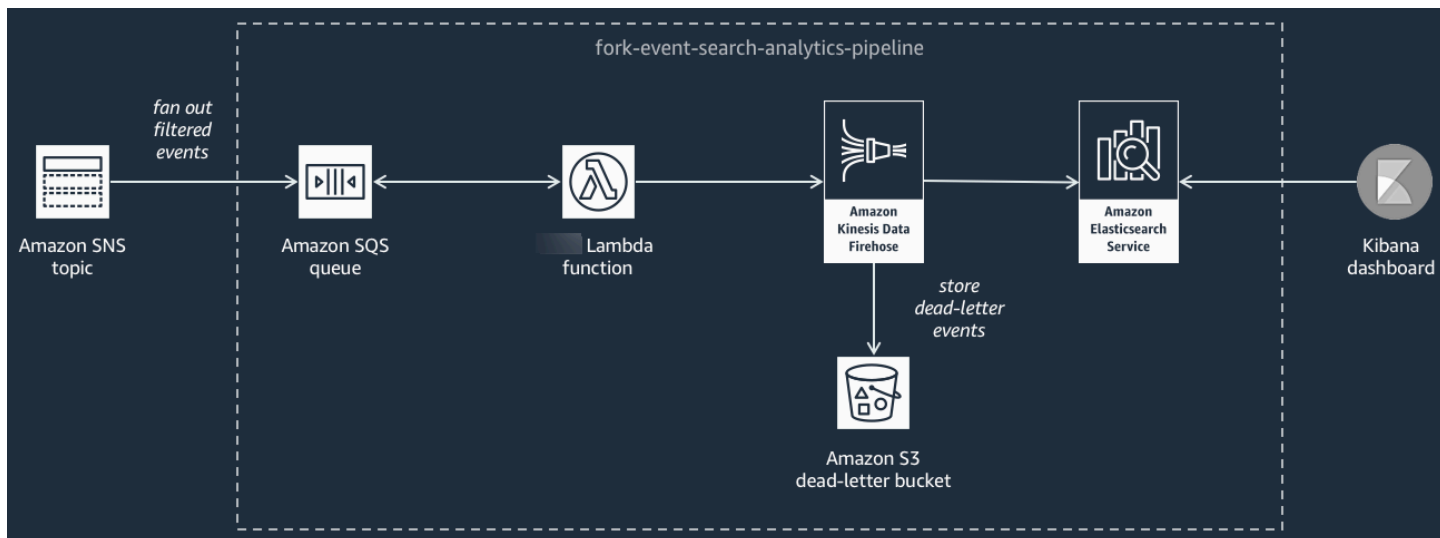 fork-event-search-analytics-pipeline
fan out
filtered
events
Amazon SNS
topic
Amazon SQS
queue
Lambda
function
Amazon
Kinesis Data
Firehose
Amazon
Elasticsearch
Service
Kibana
dashboard
store
dead-letter
events
Amazon S3
dead-letter bucket